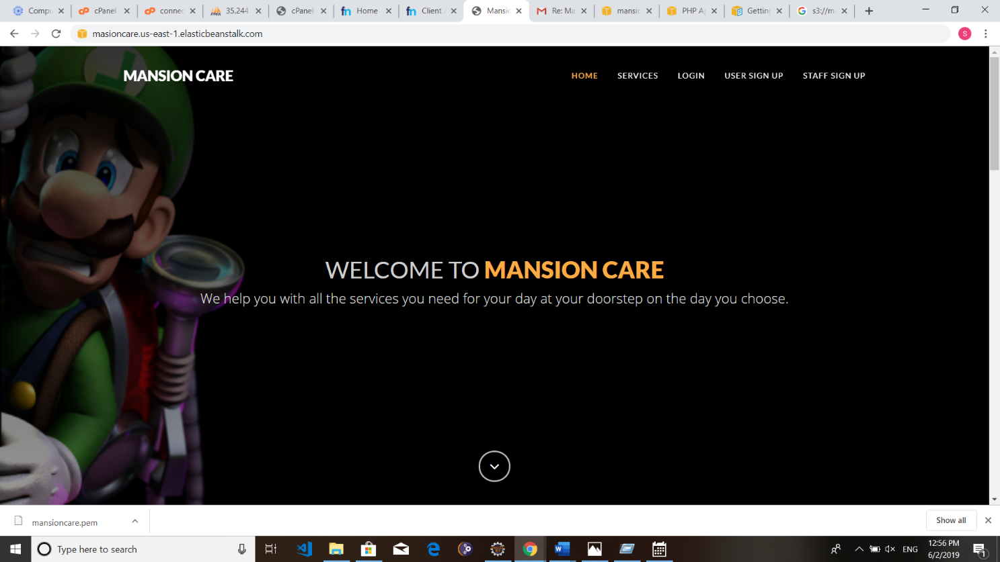 Compu
cPanel
connec
35.244
cPanel
Home
Client
Mansic
Re: Ma
mansic
PHP Ap
Getting
s3://m
masioncare.us-east-1.elasticbeanstalk.com
S
MANSION CARE
HOME
SERVICES
LOGIN
USER SIGN UP
STAFF SIGN UP
WELCOME TO MANSION CARE
We help you with all the services you need for your day at your doorstep on the day you choose.
mansioncare.pem
Show all
Type here to search
ENG
12:56 PM
6/2/2019
1